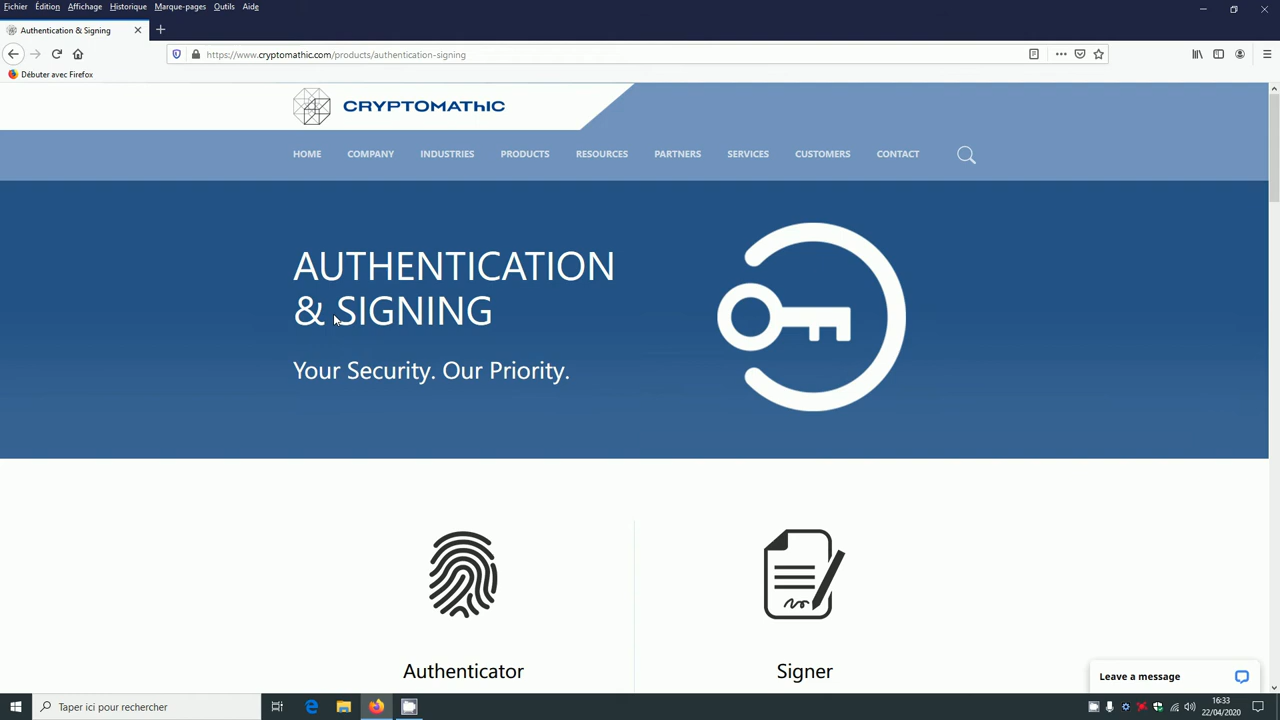 Fichier Édition Affichage Historique Marque-pages Outils Aide
Authentication & Signing
https://www.cryptomathic.com/products/authentication-signing
Débuter avec Firefox
CRYPTOMATHIC
HOME COMPANY INDUSTRIES PRODUCTS RESOURCES PARTNERS SERVICES CUSTOMERS CONTACT
AUTHENTICATION
& SIGNING
Your Security. Our Priority.
Authenticator Signer
Leave a message
Taper ici pour rechercher
16:33
22/04/2020